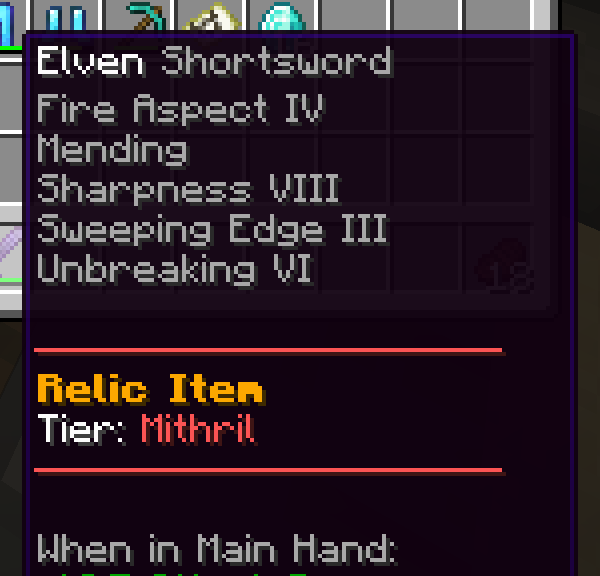 Elven Shortsword
Fire Aspect IV
Mending
Sharpness VIII
Sweeping Edge III
Unbreaking VI
18
Relic Item
Tier: Mithril
When in Main Hand: